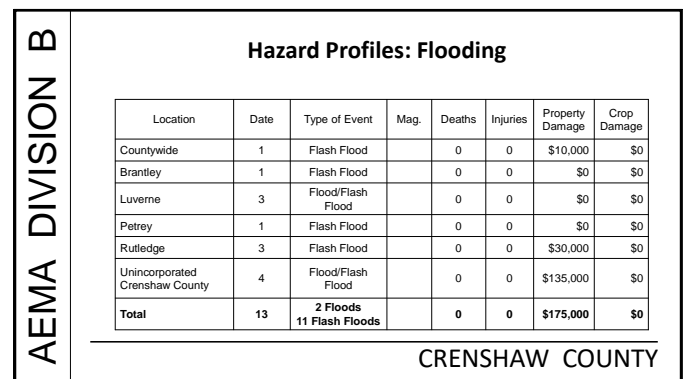 AEMA DIVISION B
Hazard Profiles: Flooding
Location Date Type of Event Mag. Deaths Injuries Property Damage Crop Damage
Countywide 1 Flash Flood 0 0 $10,000 $0
Brantley 1 Flash Flood 0 0 $0 $0
Luverne 3 Flood/Flash Flood 0 0 $0 $0
Petrey 1 Flash Flood 0 0 $0 $0
Rutledge 3 Flash Flood 0 0 $30,000 $0
Unincorporated Crenshaw County 4 Flood/Flash Flood 0 0 $135,000 $0
Total 13 2 Floods 11 Flash Floods 0 0 $175,000 $0
CRENSHAW COUNTY